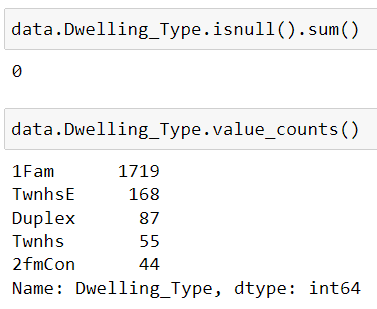 data.Dwelling_Type.isnull().sum()
0
data.Dwelling_Type.value_counts()
1Fam      1719
TwnhsE     168
Duplex      87
Twnhs       55
2fmCon      44
Name: Dwelling_Type, dtype: int64